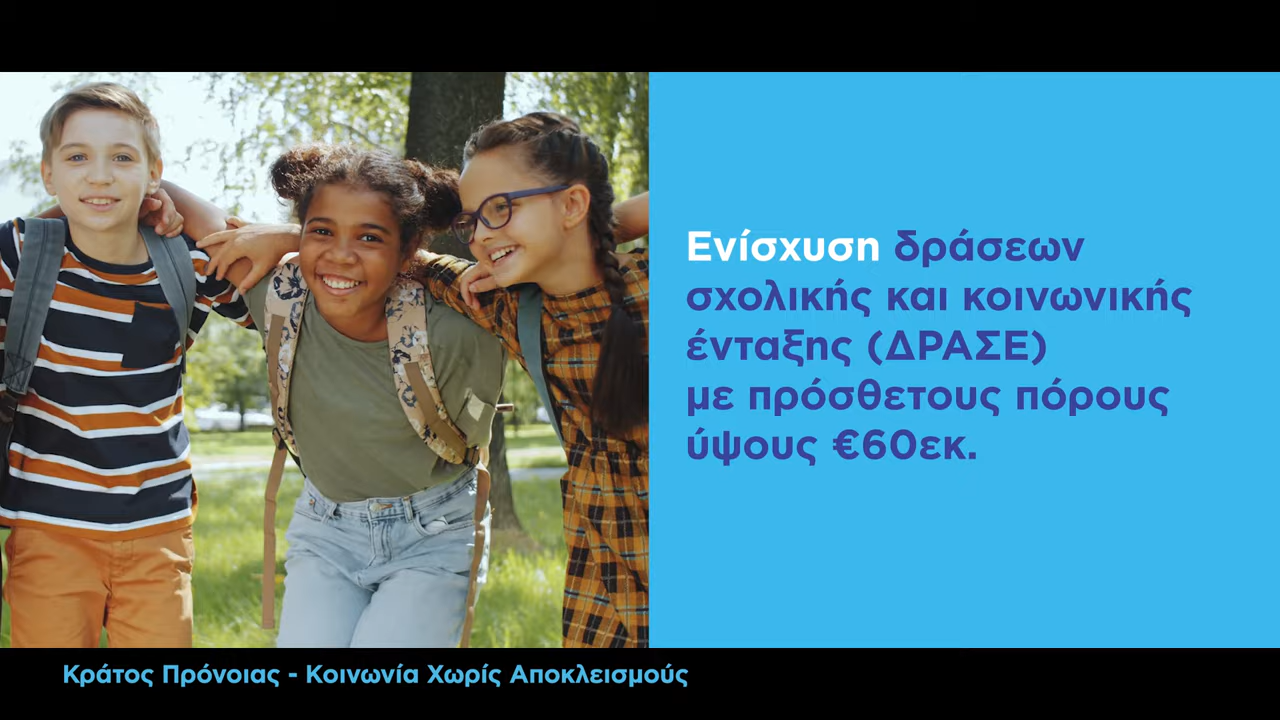 Ενίσχυση δράσεων
σχολικής και κοινωνικής
ένταξης (ΔΡΑΣΕ)
με πρόσθετους πόρους
ύψους €60εκ.
Κράτος Πρόνοιας - Κοινωνία Χωρίς Αποκλεισμούς